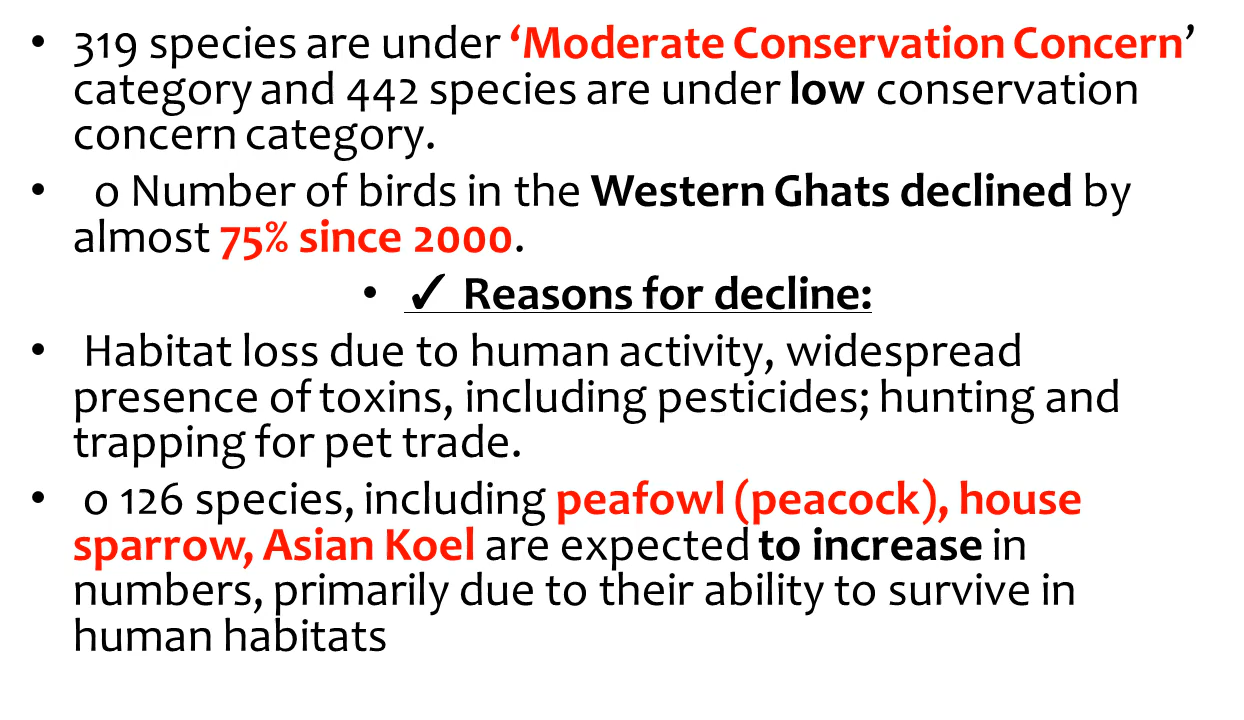 • 319 species are under ‘Moderate Conservation Concern’
category and 442 species are under low conservation
concern category.
• o Number of birds in the Western Ghats declined by
almost 75% since 2000.
• ✓ Reasons for decline:
• Habitat loss due to human activity, widespread
presence of toxins, including pesticides; hunting and
trapping for pet trade.
• o 126 species, including peafowl (peacock), house
sparrow, Asian Koel are expected to increase in
numbers, primarily due to their ability to survive in
human habitats